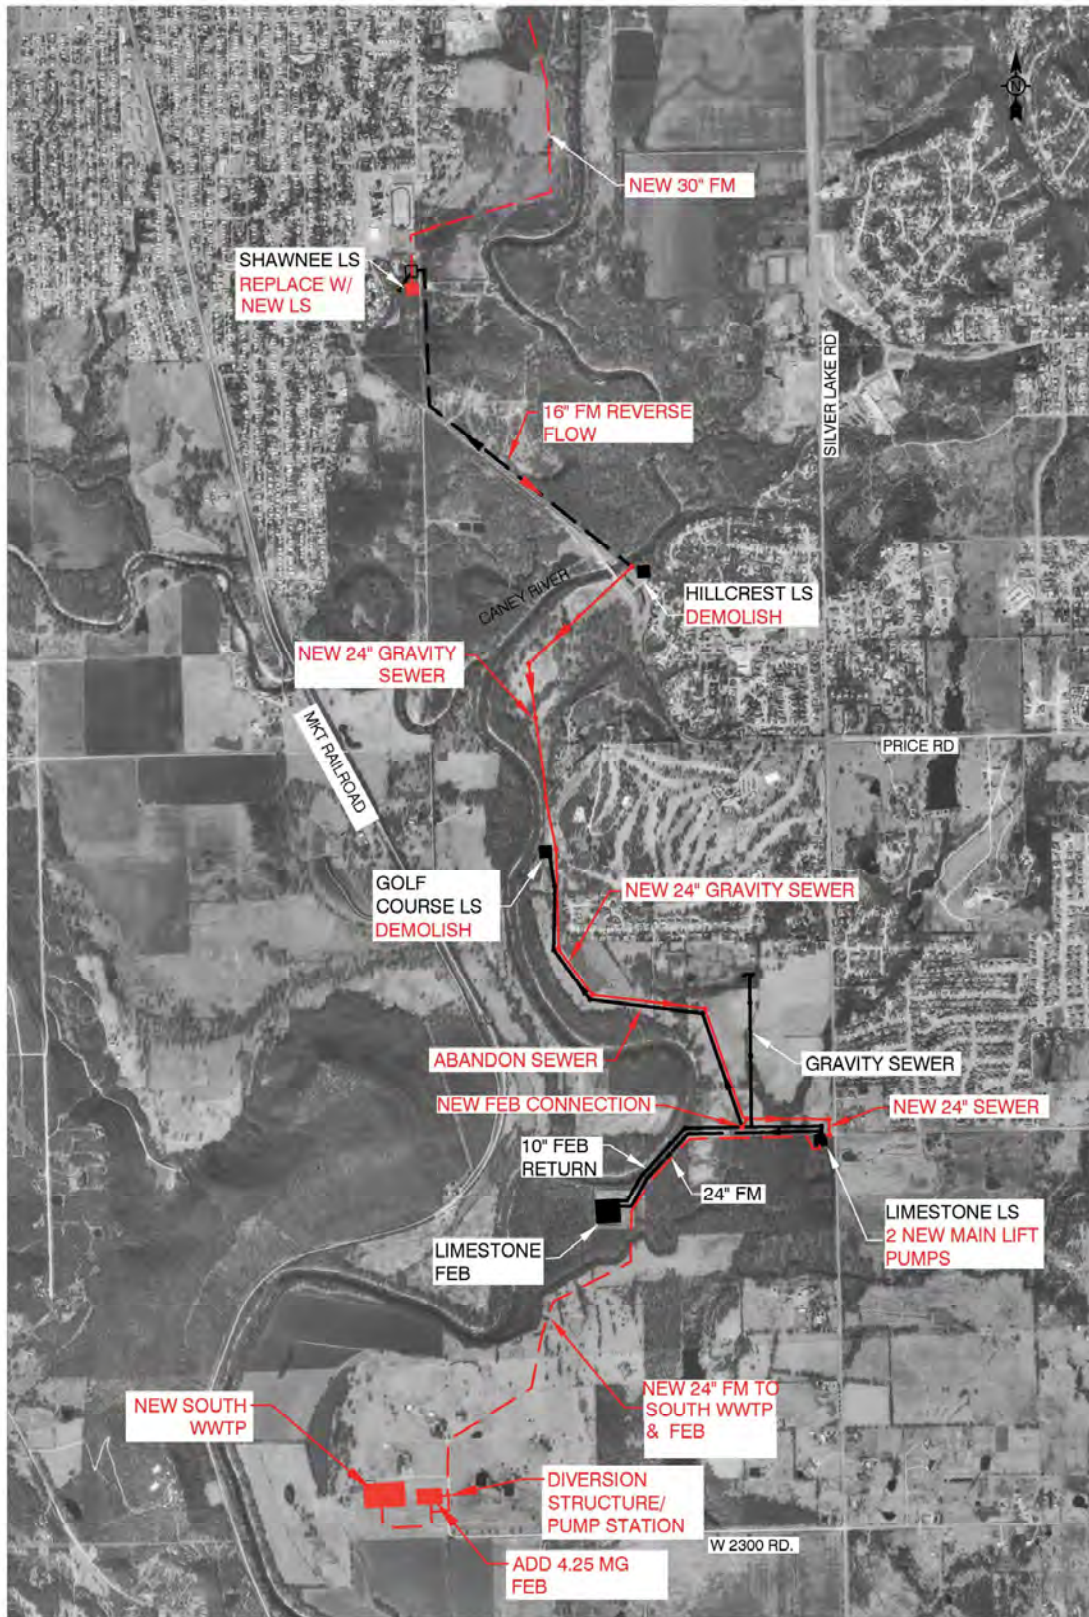 N
NEW 30" FM
SHAWNEE LS
REPLACE W/
NEW LS
SILVER LAKE RD
16" FM REVERSE
FLOW
CANEY RIVER
HILLCREST LS
DEMOLISH
NEW 24" GRAVITY
SEWER
MKT RAILROAD
PRICE RD
GOLF
COURSE LS
DEMOLISH
NEW 24" GRAVITY SEWER
ABANDON SEWER
GRAVITY SEWER
NEW FEB CONNECTION
NEW 24" SEWER
10" FEB
RETURN
24" FM
LIMESTONE LS
2 NEW MAIN LIFT
PUMPS
LIMESTONE
FEB
NEW 24" FM TO
SOUTH WWTP
& FEB
NEW SOUTH
WWTP
DIVERSION
STRUCTURE/
PUMP STATION
W 2300 RD.
ADD 4.25 MG
FEB